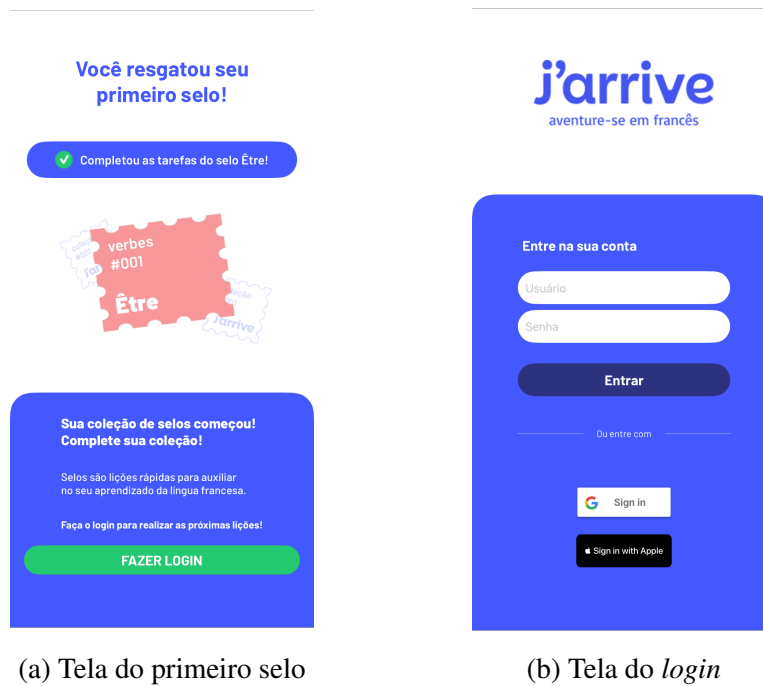 Você resgatou seu
primeiro selo!
Completou as tarefas do selo Être!
verbes
#001
Être
j'arrive
Sua coleção de selos começou!
Complete sua coleção!
Selos são lições rápidas para auxiliar
no seu aprendizado da língua francesa.
Faça o login para realizar as próximas lições!
FAZER LOGIN
(a) Tela do primeiro selo
j'arrive
aventure-se em francês
Entre na sua conta
Usuário
Senha
Entrar
Ou entre com
Sign in
Sign in with Apple
(b) Tela do login